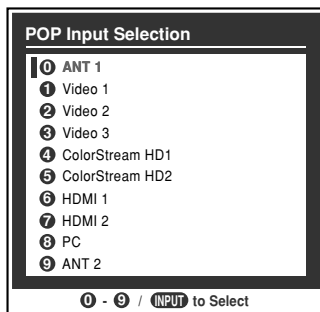 POP Input Selection
0 ANT 1
1 Video 1
2 Video 2
3 Video 3
4 ColorStream HD1
5 ColorStream HD2
6 HDMI 1
7 HDMI 2
8 PC
9 ANT 2
0 - 9 / INPUT to Select